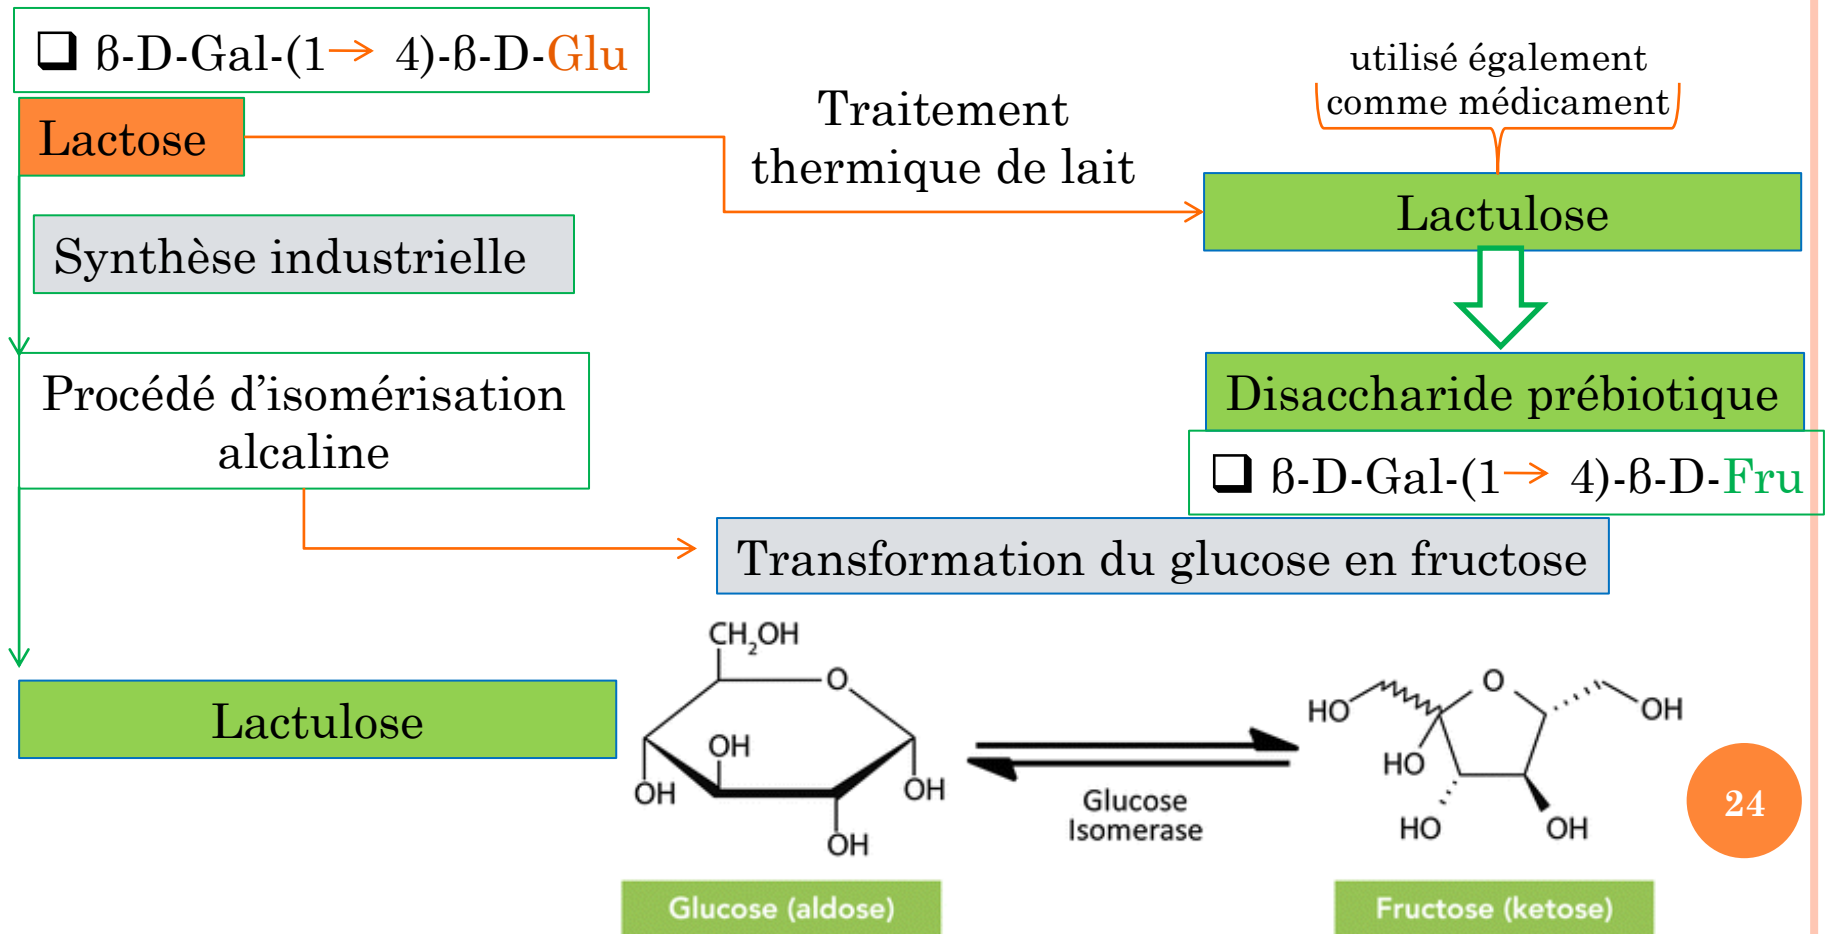 ❑ β-D-Gal-(1→ 4)-β-D-Glu
Lactose
Traitement
thermique de lait
utilisé également
comme médicament
Lactulose
Synthèse industrielle
Procédé d’isomérisation
alcaline
Disaccharide prébiotique
❑ β-D-Gal-(1→ 4)-β-D-Fru
Transformation du glucose en fructose
Lactulose
CH₂OH
O
OH
OH
OH
OH
OH
Glucose
Isomerase
O
HO
OH
HO
HO
OH
24
Glucose (aldose)
Fructose (ketose)